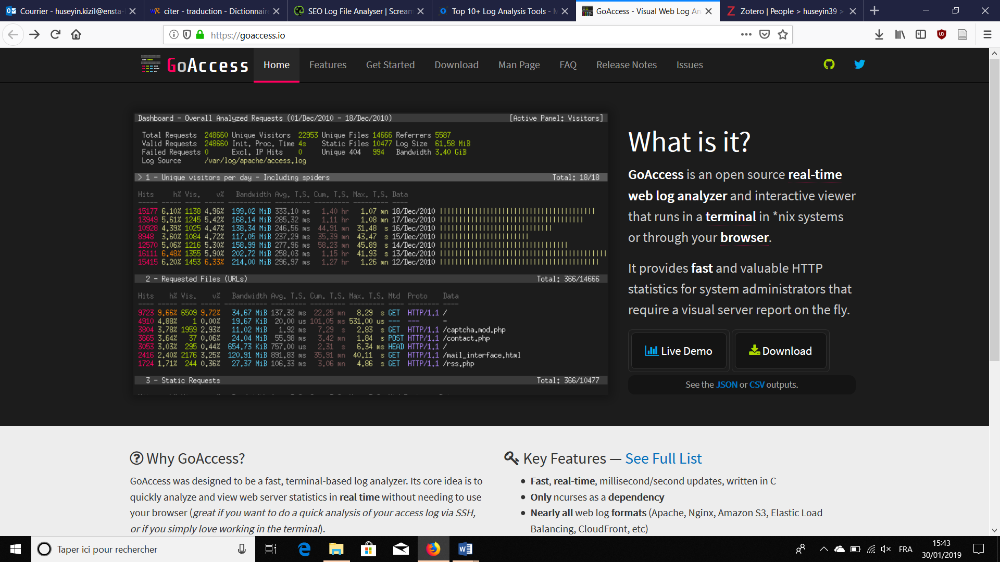 Courrier - huseyin.kizil@ensta-
citer - traduction - Dictionnaire
SEO Log File Analyser | Scream
Top 10+ Log Analysis Tools - M
GoAccess - Visual Web Log An
Zotero | People > huseyin39 >
https://goaccess.io
GoAccess Home Features Get Started Download Man Page FAQ Release Notes Issues
Dashboard - Overall Analyzed Requests (01/Dec/2010 - 18/Dec/2010) [Active Panel: Visitors]
Total Requests 248660 Unique Visitors 22953 Unique Files 14666 Referrers 5587
Valid Requests 248660 Init. Proc. Time 4s Static Files 10477 Log Size 61.58 MiB
Failed Requests 0 Excl. IP Hits 0 Unique 404 994 Bandwidth 3.40 GiB
Log Source /var/log/apache/access.log
> 1 - Unique visitors per day - Including spiders Total: 18/18
Hits h% Vis. v% Bandwidth Avg. T.S. Cum. T.S. Max. T.S. Data
15177 6.10% 1138 4.96% 199.02 MiB 333.10 ms 1.40 hr 1.07 mn 18/Dec/2010
13949 5.61% 1245 5.42% 168.14 MiB 285.32 ms 1.11 hr 1.08 mn 17/Dec/2010
10928 4.39% 1025 4.47% 138.34 MiB 246.56 ms 44.91 mn 31.48 s 16/Dec/2010
8948 3.60% 1084 4.72% 117.05 MiB 237.29 ms 35.39 mn 43.47 s 15/Dec/2010
12570 5.06% 1216 5.30% 158.99 MiB 277.96 ms 58.23 mn 45.89 s 14/Dec/2010
16111 6.48% 1355 5.90% 202.72 MiB 258.03 ms 1.15 hr 41.93 s 13/Dec/2010
15415 6.20% 1453 6.33% 214.00 MiB 296.97 ms 1.27 hr 1.26 mn 12/Dec/2010
2 - Requested Files (URLs) Total: 366/14666
Hits h% Vis. v% Bandwidth Avg. T.S. Cum. T.S. Max. T.S. Mtd Proto Data
9723 9.66% 6509 9.72% 34.67 MiB 137.32 ms 22.25 mn 8.29 s GET HTTP/1.1 /
4910 4.88% 1 0.00% 19.67 KiB 20.00 us 101.05 ms 531.00 us --- --- -
3804 3.78% 1959 2.93% 11.02 MiB 1.92 ms 7.29 s 2.83 s GET HTTP/1.1 /captcha.mod.php
3665 3.64% 37 0.06% 24.04 MiB 55.98 ms 3.42 mn 1.84 s POST HTTP/1.1 /contact.php
3053 3.03% 295 0.44% 654.73 KiB 757.00 us 2.31 s 6.34 ms HEAD HTTP/1.1 /
2416 2.40% 2176 3.25% 120.91 MiB 891.83 ms 35.91 mn 40.11 s GET HTTP/1.1 /mail_interface.html
1724 1.71% 244 0.36% 27.37 MiB 106.33 ms 3.06 mn 4.86 s GET HTTP/1.1 /rss.php
3 - Static Requests Total: 366/10477
What is it?
GoAccess is an open source real-time
web log analyzer and interactive viewer
that runs in a terminal in *nix systems
or through your browser.
It provides fast and valuable HTTP
statistics for system administrators that
require a visual server report on the fly.
Live Demo
Download
See the JSON or CSV outputs.
Why GoAccess?
GoAccess was designed to be a fast, terminal-based log analyzer. Its core idea is to
quickly analyze and view web server statistics in real time without needing to use
your browser (great if you want to do a quick analysis of your access log via SSH,
or if you simply love working in the terminal).
Key Features — See Full List
• Fast, real-time, millisecond/second updates, written in C
• Only ncurses as a dependency
• Nearly all web log formats (Apache, Nginx, Amazon S3, Elastic Load
Balancing, CloudFront, etc)
Taper ici pour rechercher
FRA
15:43
30/01/2019